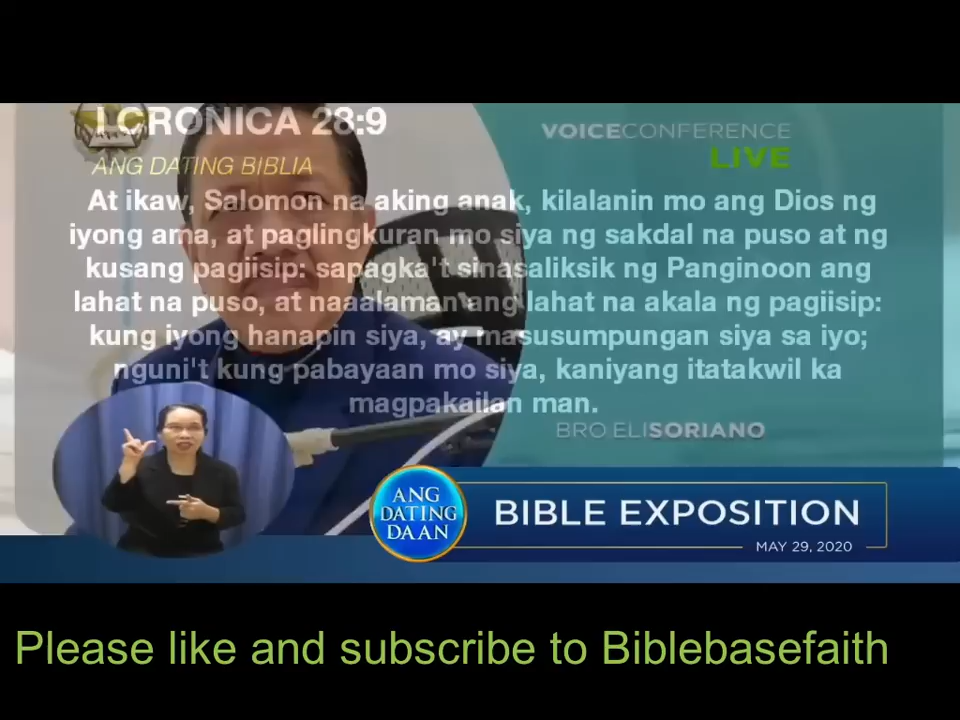 I CRONICA 28:9
ANG DATING BIBLIA
At ikaw, Salomon na aking anak, kilalanin mo ang Dios ng
iyong ama, at paglingkuran mo siya ng sakdal na puso at ng
kusang pagiisip: sapagka't sinasaliksik ng Panginoon ang
lahat na puso, at naaalaman ang lahat na akala ng pagiisip:
kung iyong hanapin siya, ay masusumpungan siya sa iyo;
nguni't kung pabayaan mo siya, kaniyang itatakwil ka
magpakailan man.
VOICECONFERENCE
LIVE
BRO ELISORIANO
ANG
DATING
DAAN
BIBLE EXPOSITION
MAY 29, 2020
Please like and subscribe to Biblebasefaith